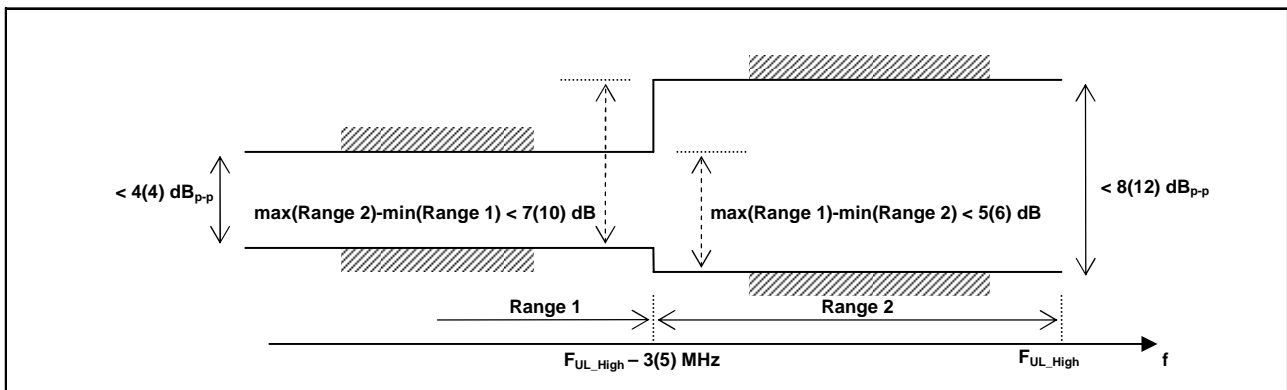 < 4(4) dBp-p
max(Range 2)-min(Range 1) < 7(10) dB
max(Range 1)-min(Range 2) < 5(6) dB
< 8(12) dBp-p
Range 1
Range 2
FUL_High – 3(5) MHz
FUL_High
f